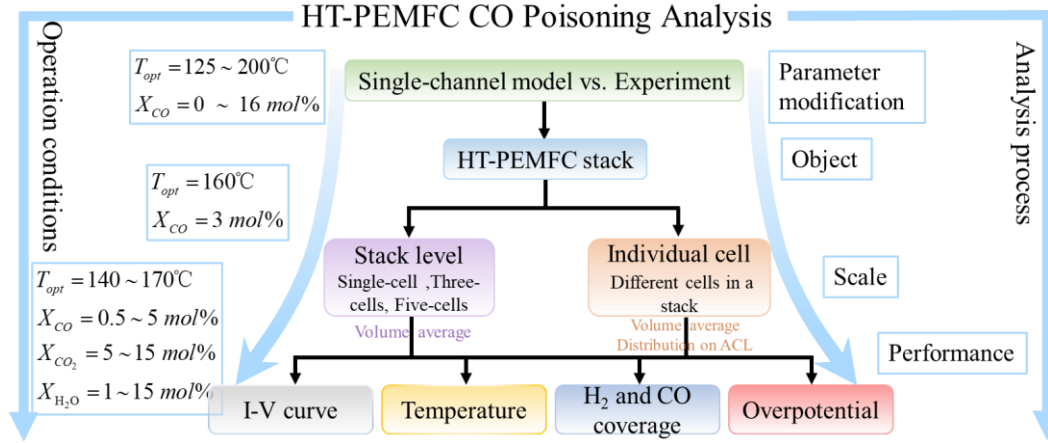 HT-PEMFC CO Poisoning Analysis
Operation conditions
T_opt = 125 ~ 200℃
X_CO = 0 ~ 16 mol%
Single-channel model vs. Experiment
Parameter
modification
Analysis process
HT-PEMFC stack
Object
T_opt = 160℃
X_CO = 3 mol%
Stack level
Single-cell ,Three-
cells, Five-cells
Volume average
Individual cell
Different cells in a
stack
Volume average
Distribution on ACL
Scale
T_opt = 140 ~ 170℃
X_CO = 0.5 ~ 5 mol%
X_CO₂ = 5 ~ 15 mol%
X_H₂O = 1 ~ 15 mol%
Performance
I-V curve
Temperature
H₂ and CO
coverage
Overpotential